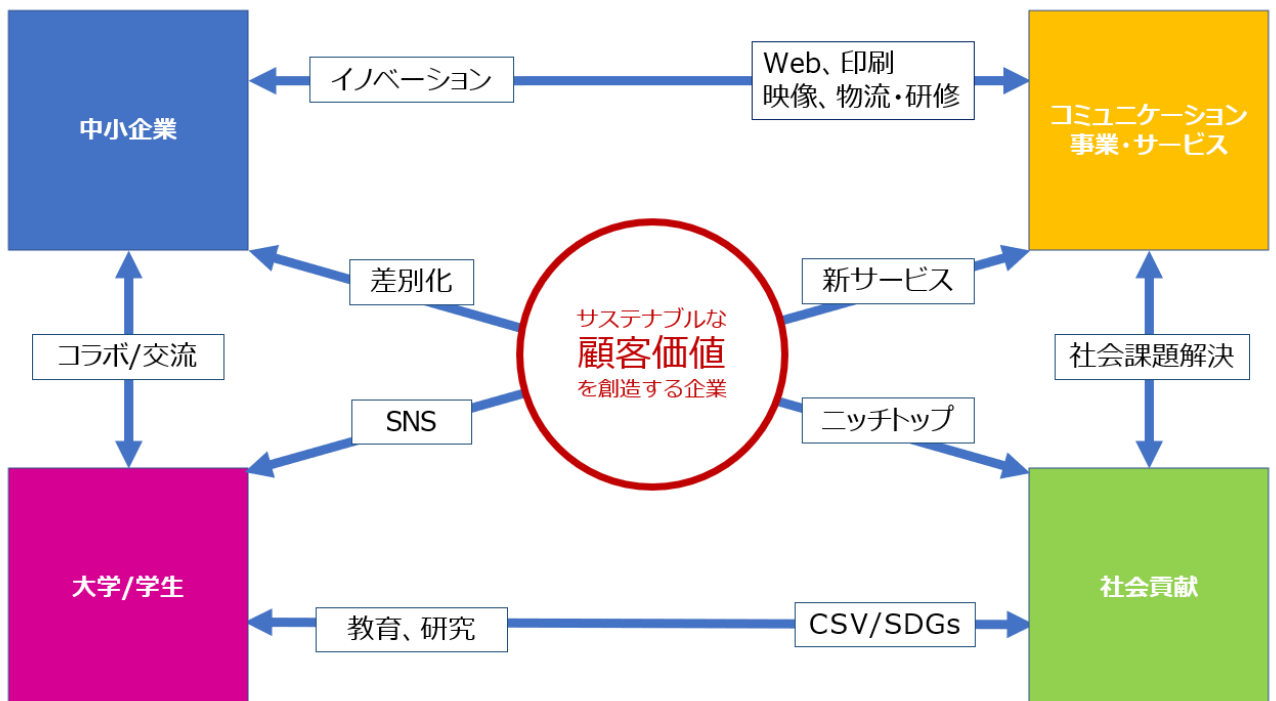 イノベーション
Web、印刷
映像、物流・研修
中小企業
コミュニケーション
事業・サービス
差別化
新サービス
サステナブルな
顧客価値
を創造する企業
コラボ/交流
社会課題解決
SNS
ニッチトップ
大学/学生
社会貢献
教育、研究
CSV/SDGs